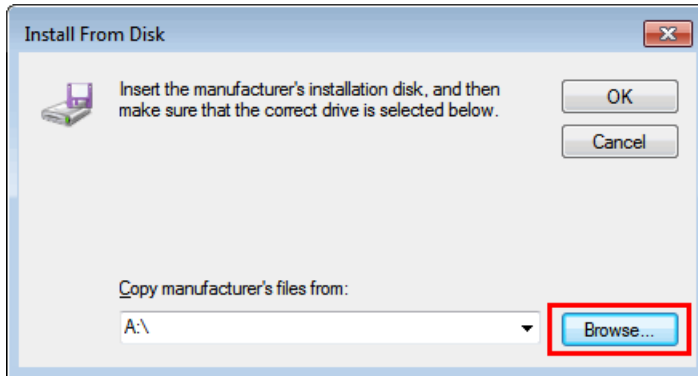 Install From Disk
Insert the manufacturer's installation disk, and then
make sure that the correct drive is selected below.
OK
Cancel
Copy manufacturer's files from:
A:\
Browse...